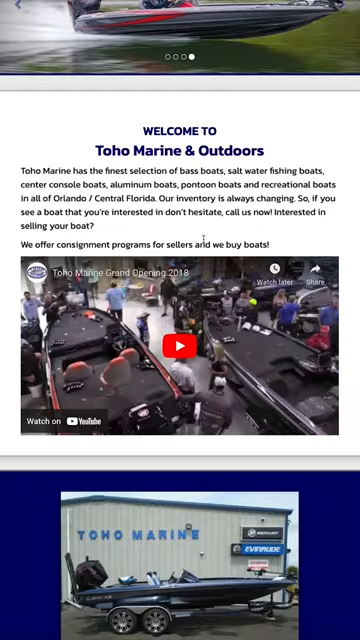 WELCOME TO
Toho Marine & Outdoors
Toho Marine has the finest selection of bass boats, salt water fishing boats,
center console boats, aluminum boats, pontoon boats and recreational boats
in all of Orlando / Central Florida. Our inventory is always changing. So, if you
see a boat that you're interested in don't hesitate, call us now! Interested in
selling your boat?
We offer consignment programs for sellers and we buy boats!
Toho Marine Grand Opening 2018
Watch later
Share
Watch on YouTube
TOHO MARINE
MERCURY
EVINRUDE